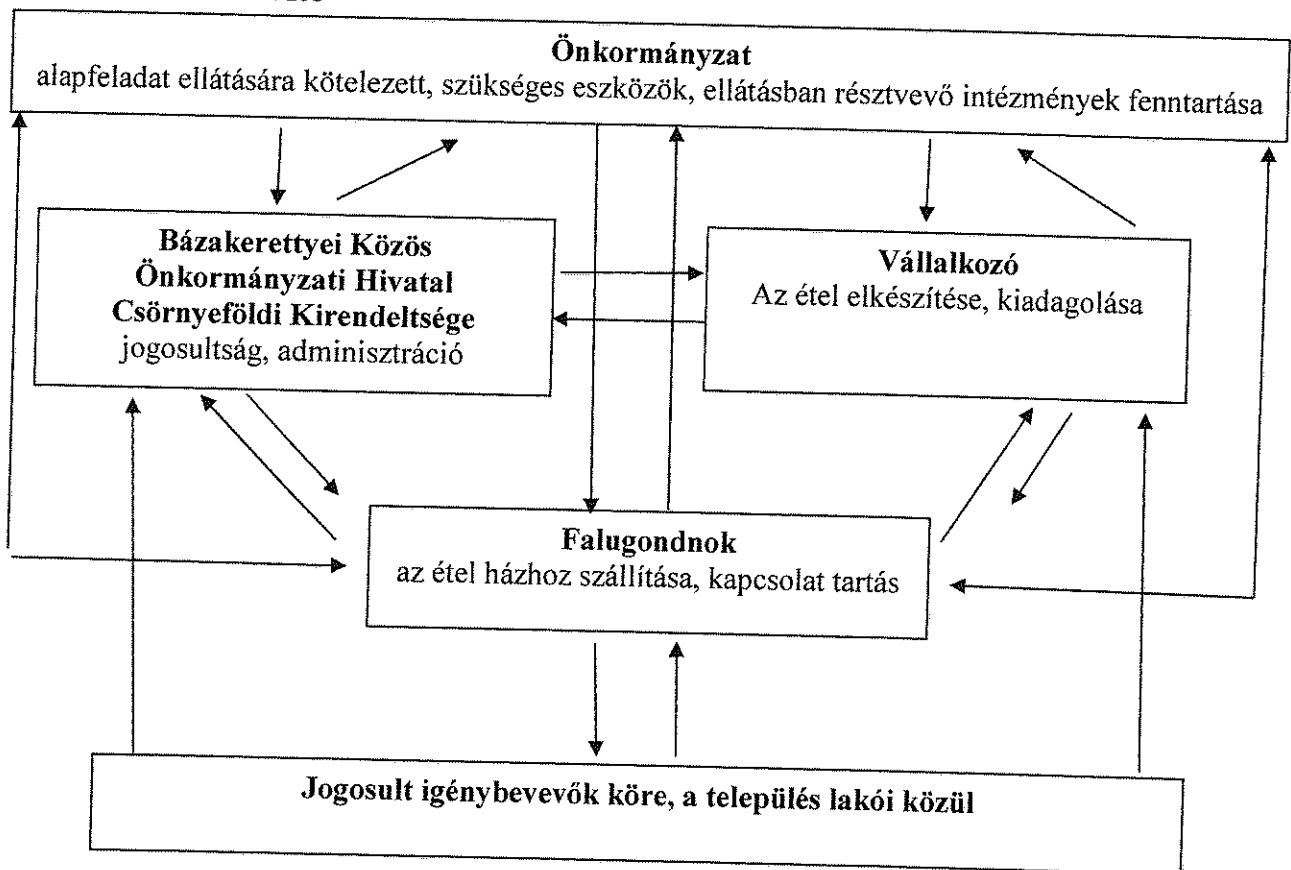 Önkormányzat
alapfeladat ellátására kötelezett, szükséges eszközök, ellátásban résztvevő intézmények fenntartása
Bázakerettyei Közös
Önkormányzati Hivatal
Csörnyeföldi Kirendeltsége
jogosultság, adminisztráció
Vállalkozó
Az étel elkészítése, kiadagolása
Falugondnok
az étel házhoz szállítása, kapcsolat tartás
Jogosult igénybevevők köre, a település lakói közül